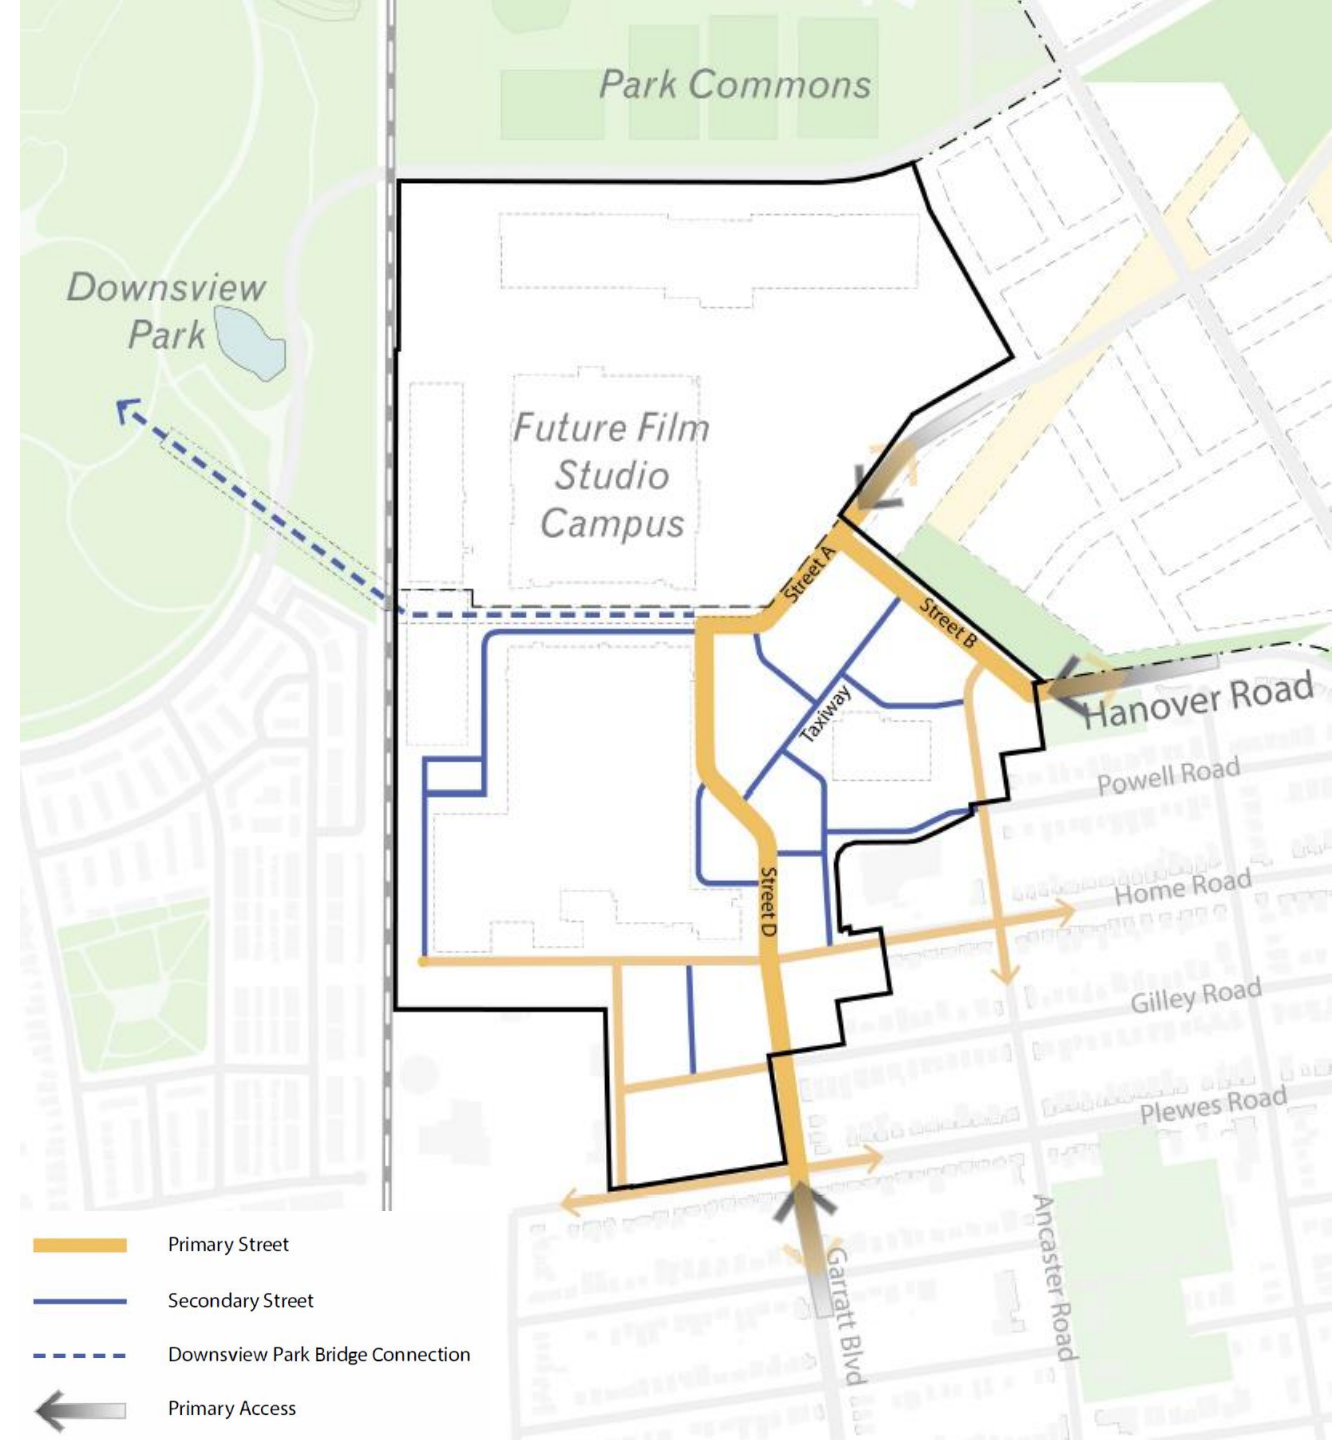 Park Commons
Downsview
Park
Future Film
Studio
Campus
Street A
Street B
Hanover Road
Taxiway
Powell Road
Street D
Home Road
Gilley Road
Plewes Road
Ancaster Road
Garratt Blvd
Primary Street
Secondary Street
Downsview Park Bridge Connection
Primary Access